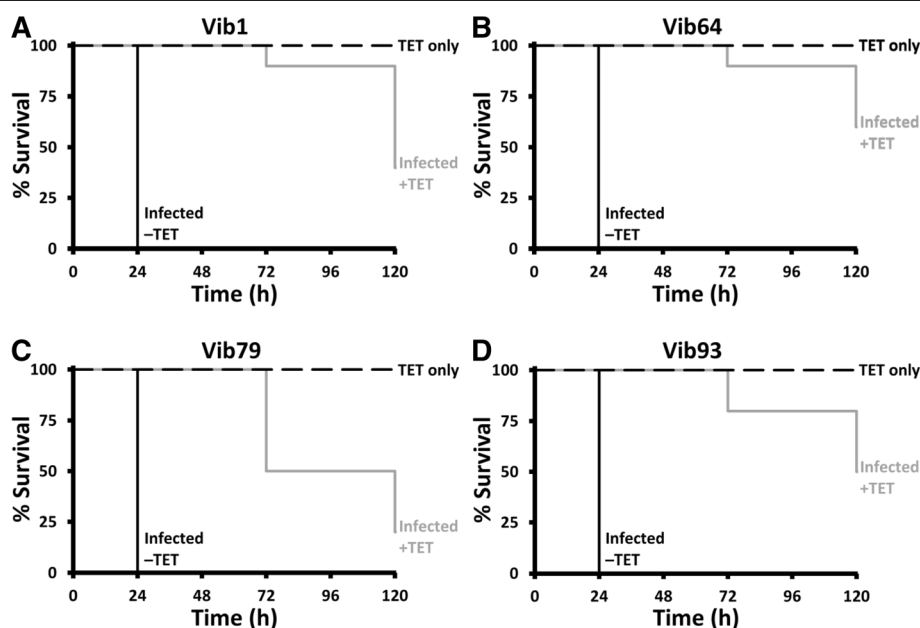 A
Vib1
% Survival
100
75
50
25
0
TET only
Infected
+TET
Infected
–TET
0 24 48 72 96 120
Time (h)
B
Vib64
% Survival
100
75
50
25
0
TET only
Infected
+TET
Infected
–TET
0 24 48 72 96 120
Time (h)
C
Vib79
% Survival
100
75
50
25
0
TET only
Infected
+TET
Infected
–TET
0 24 48 72 96 120
Time (h)
D
Vib93
% Survival
100
75
50
25
0
TET only
Infected
+TET
Infected
–TET
0 24 48 72 96 120
Time (h)